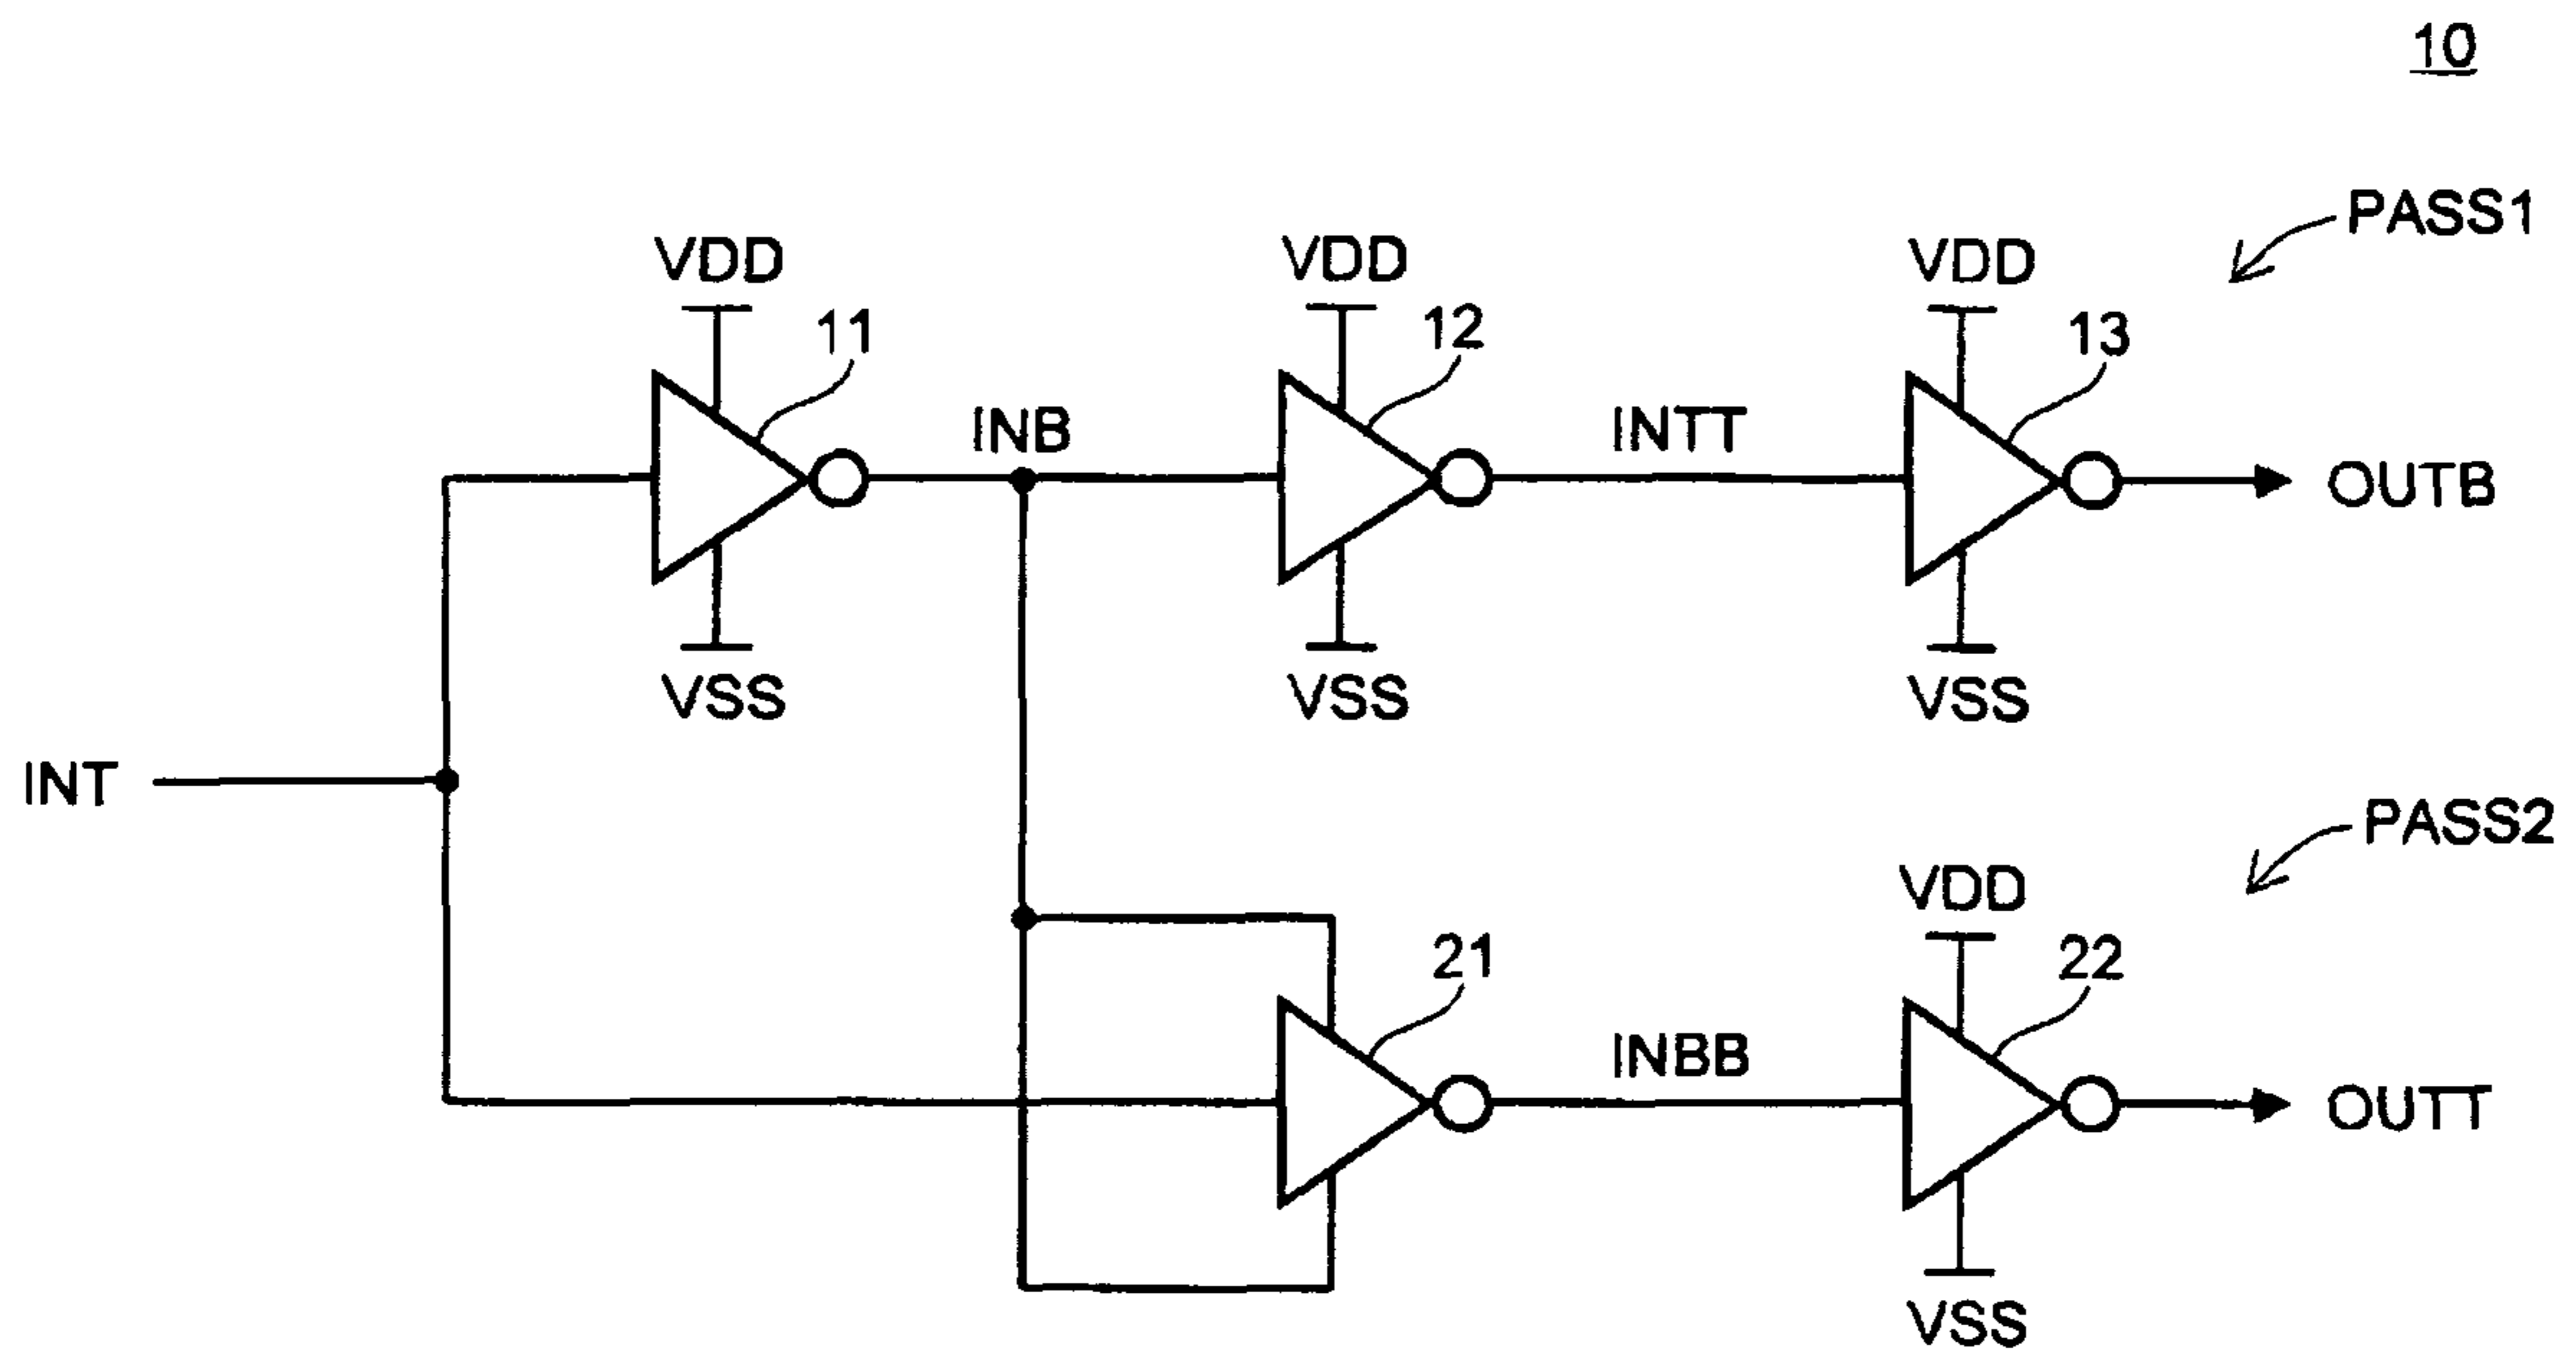 10
PASS1
VDD
VDD
VDD
11
12
13
INB
INTT
OUTB
VSS
VSS
VSS
INT
PASS2
VDD
21
22
INBB
OUTT
VSS